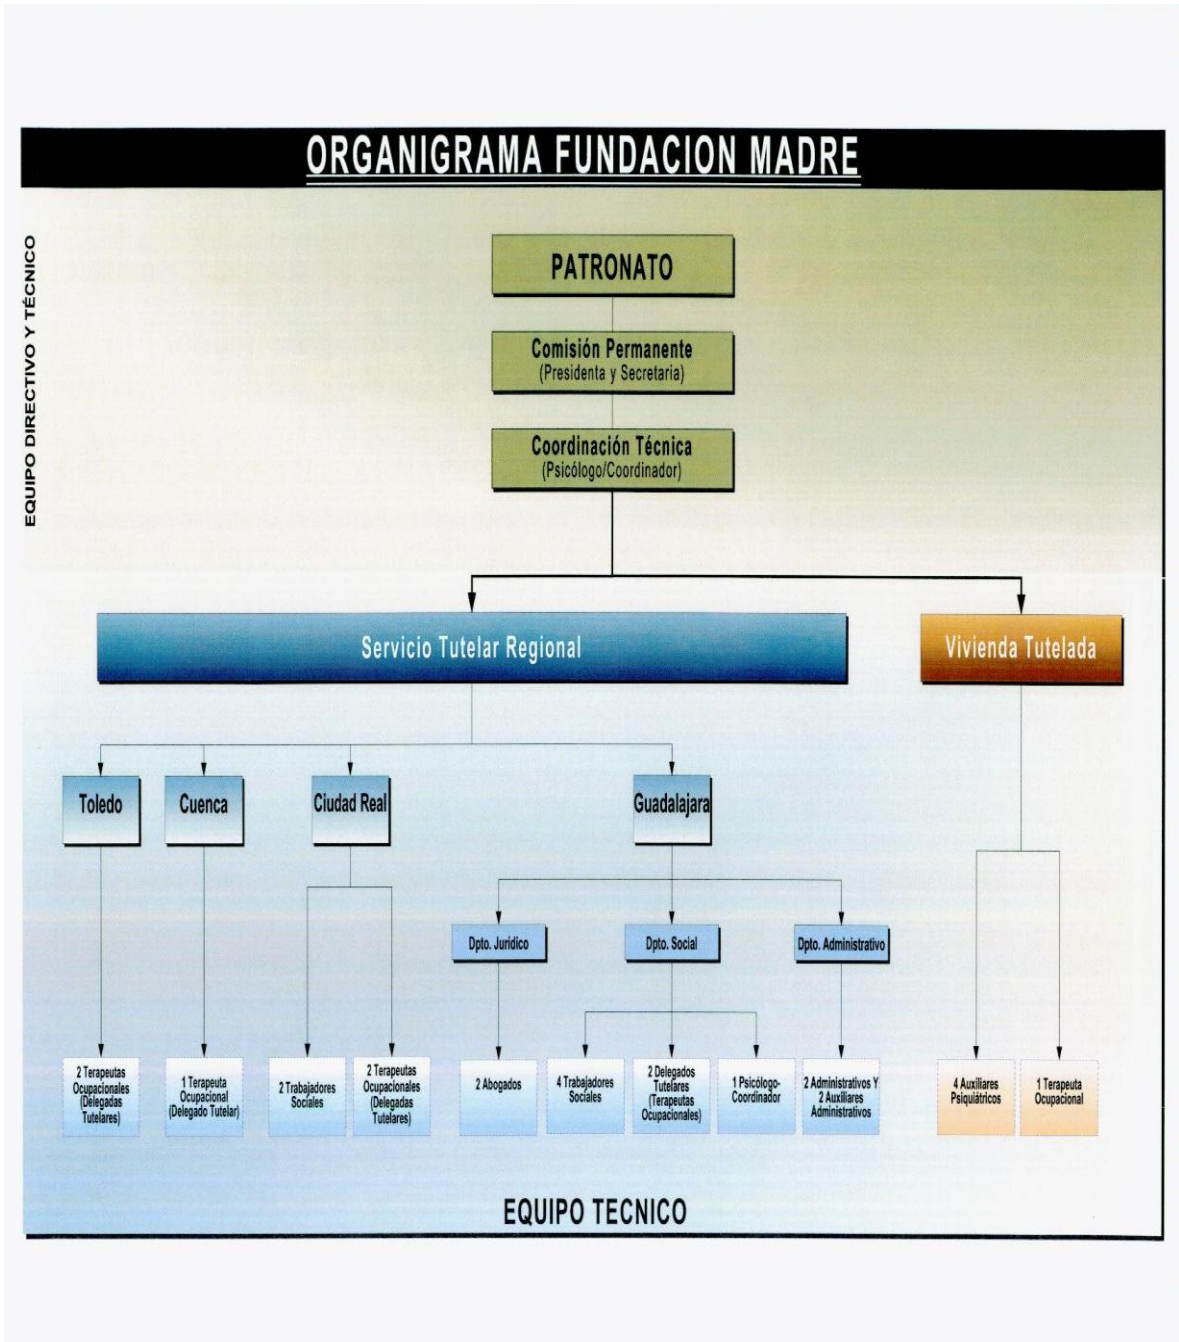 ORGANIGRAMA FUNDACION MADRE
EQUIPO DIRECTIVO Y TÉCNICO
PATRONATO
Comisión Permanente
(Presidenta y Secretaria)
Coordinación Técnica
(Psicólogo/Coordinador)
Servicio Tutelar Regional
Vivienda Tutelada
Toledo
Cuenca
Ciudad Real
Guadalajara
Dpto. Jurídico
Dpto. Social
Dpto. Administrativo
2 Terapeutas
Ocupacionales
(Delegadas
Tutelares)
1 Terapeuta
Ocupacional
(Delegado Tutelar)
2 Trabajadores
Sociales
2 Terapeutas
Ocupacionales
(Delegadas
Tutelares)
2 Abogados
4 Trabajadores
Sociales
2 Delegados
Tutelares
(Terapeutas
Ocupacionales)
1 Psicólogo-
Coordinador
2 Administrativos Y
2 Auxiliares
Administrativos
4 Auxiliares
Psiquiátricos
1 Terapeuta
Ocupacional
EQUIPO TECNICO